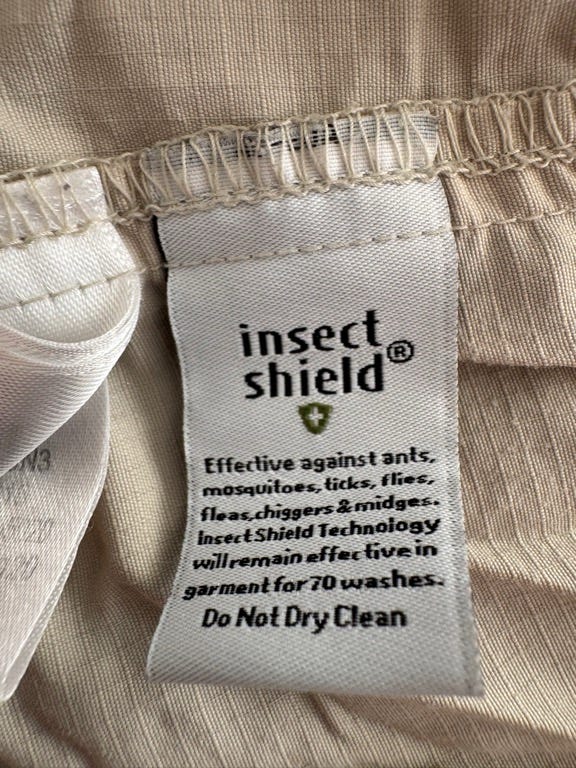 insect
shield®
Effective against ants,
mosquitoes, ticks, flies,
fleas, chiggers & midges.
Insect Shield Technology
will remain effective in
garment for 70 washes.
Do Not Dry Clean